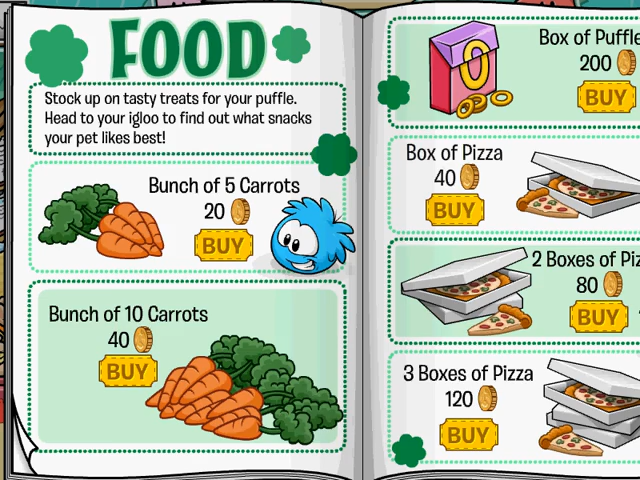 FOOD
Stock up on tasty treats for your puffle.
Head to your igloo to find out what snacks
your pet likes best!
Bunch of 5 Carrots
20
BUY
Bunch of 10 Carrots
40
BUY
Box of Puffle
200
BUY
Box of Pizza
40
BUY
2 Boxes of Piz
80
BUY
3 Boxes of Pizza
120
BUY